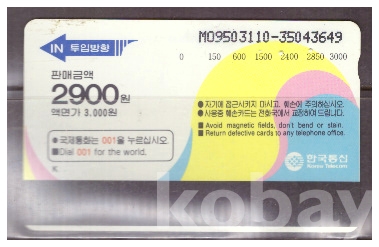 IN 투입방향
MO9503110-35043649
0 150 600 1500 2400 2850 3000
판매금액
2900원
액면가 3.000원
● 자기에 접근시키지 마시고, 훼손에 주의하십시오.
● 사용중 훼손카드는 전화국에서 교정하여 드립니다.
■ Avoid magnetic fields, don't bend or stain.
■ Return defective cards to any telephone office.
● 국제통화는 001을 누르십시오.
■ Dial 001 for the world.
한국통신
Korea Telecom
K
kobay